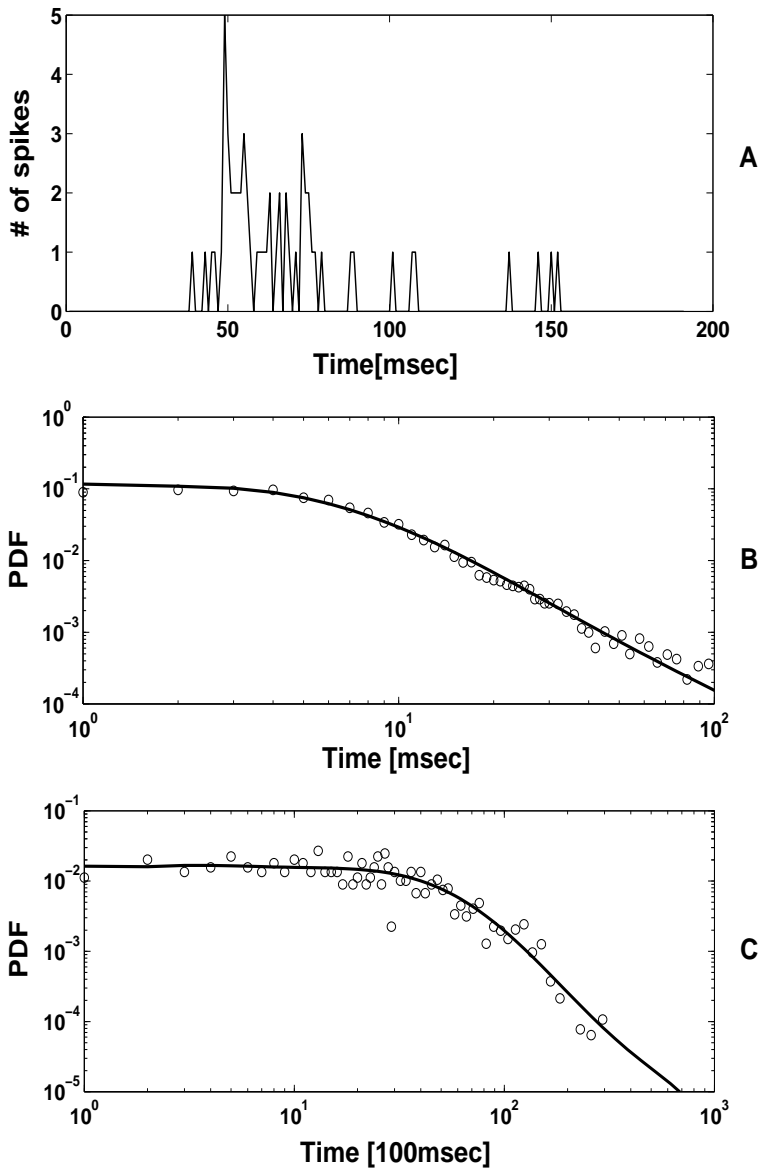 5
4
3
2
1
0
# of spikes
0 50 100 150 200
Time[msec]
A
10^0
10^-1
10^-2
10^-3
10^-4
PDF
10^0 10^1 10^2
Time [msec]
B
10^-1
10^-2
10^-3
10^-4
10^-5
PDF
10^0 10^1 10^2 10^3
Time [100msec]
C